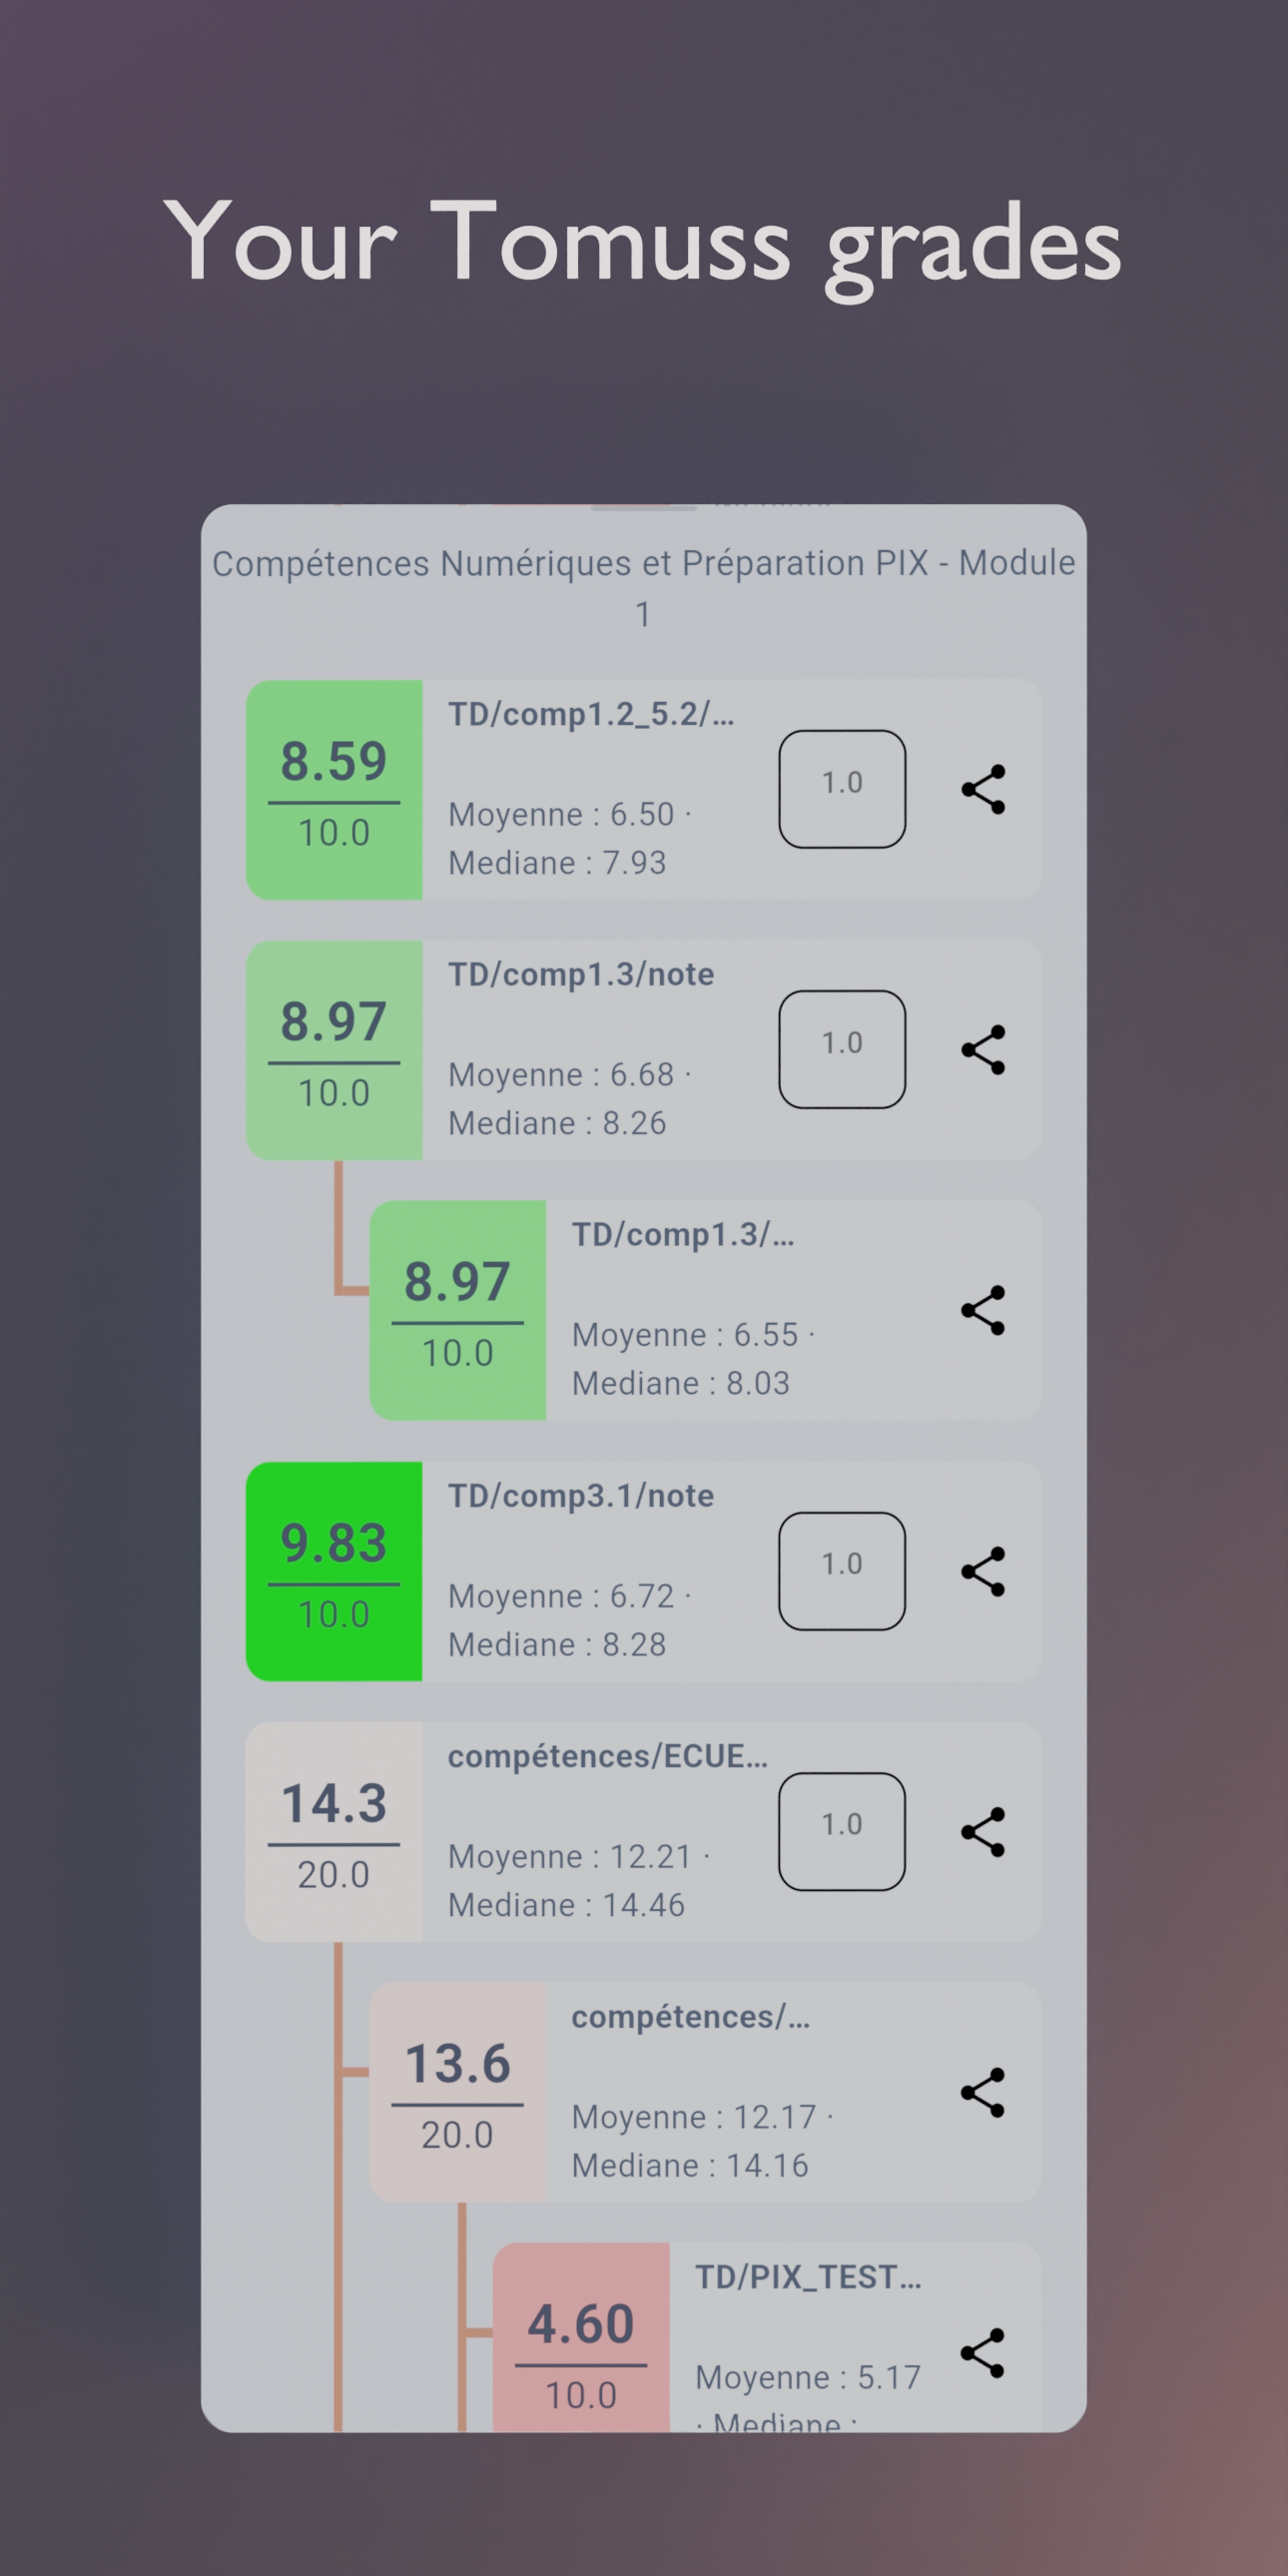 Your Tomuss grades
Compétences Numériques et Préparation PIX - Module
1
8.59
10.0
TD/comp1.2_5.2/...
Moyenne : 6.50 ·
Mediane : 7.93
1.0
8.97
10.0
TD/comp1.3/note
Moyenne : 6.68 ·
Mediane : 8.26
1.0
8.97
10.0
TD/comp1.3/...
Moyenne : 6.55 ·
Mediane : 8.03
9.83
10.0
TD/comp3.1/note
Moyenne : 6.72 ·
Mediane : 8.28
1.0
14.3
20.0
compétences/ECUE...
Moyenne : 12.21 ·
Mediane : 14.46
1.0
13.6
20.0
compétences/...
Moyenne : 12.17 ·
Mediane : 14.16
4.60
10.0
TD/PIX_TEST...
Moyenne : 5.17
· Mediane :